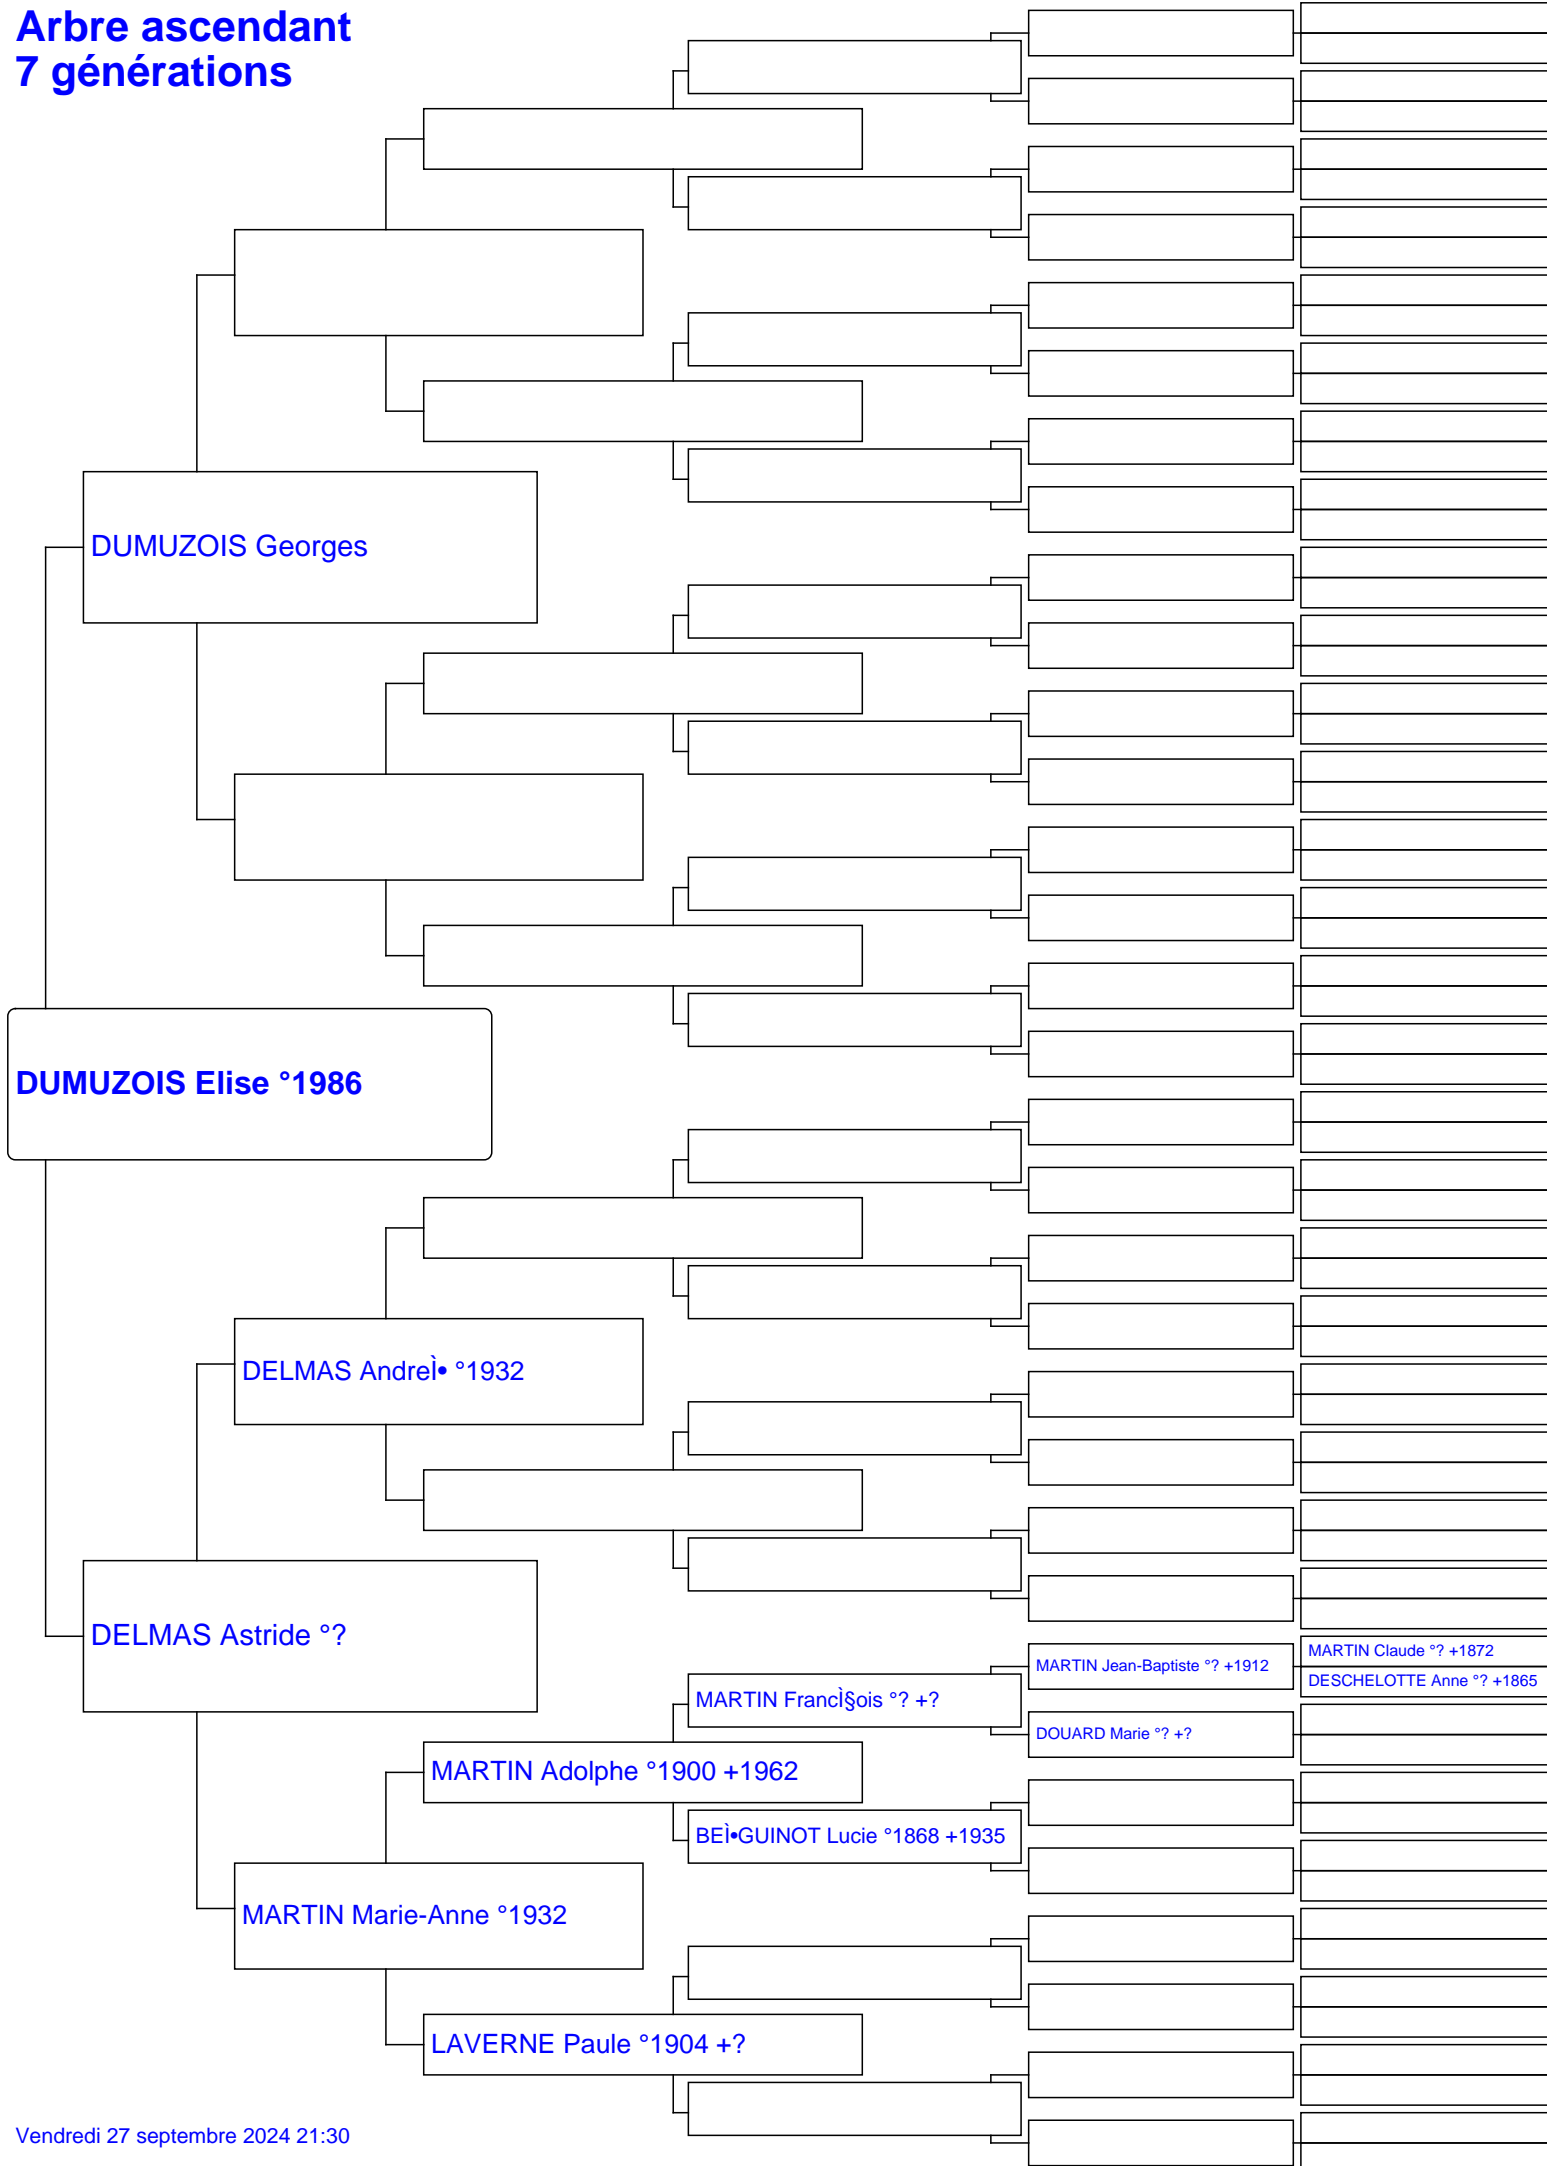 Arbre ascendant
7 générations
DUMUZOIS Georges
DUMUZOIS Elise °1986
DELMAS AndreÌ• °1932
DELMAS Astride °?
MARTIN Claude °? +1872
MARTIN Jean-Baptiste °? +1912
DESCHELOTTE Anne °? +1865
MARTIN FrancÌ§ois °? +?
DOUARD Marie °? +?
MARTIN Adolphe °1900 +1962
BEÌ•GUINOT Lucie °1868 +1935
MARTIN Marie-Anne °1932
LAVERNE Paule °1904 +?
Vendredi 27 septembre 2024 21:30